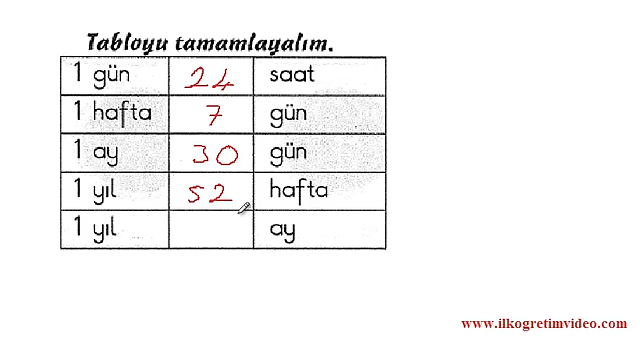 Tabloyu tamamlayalım.
1 gün 24 saat
1 hafta 7 gün
1 ay 30 gün
1 yıl 52 hafta
1 yıl ay
www.ilkogretimvideo.com